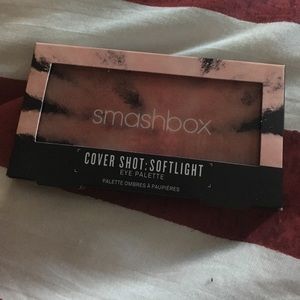 smashbox
COVER SHOT: SOFTLIGHT
EYE PALETTE
PALETTE OMBRES À PAUPIÈRES